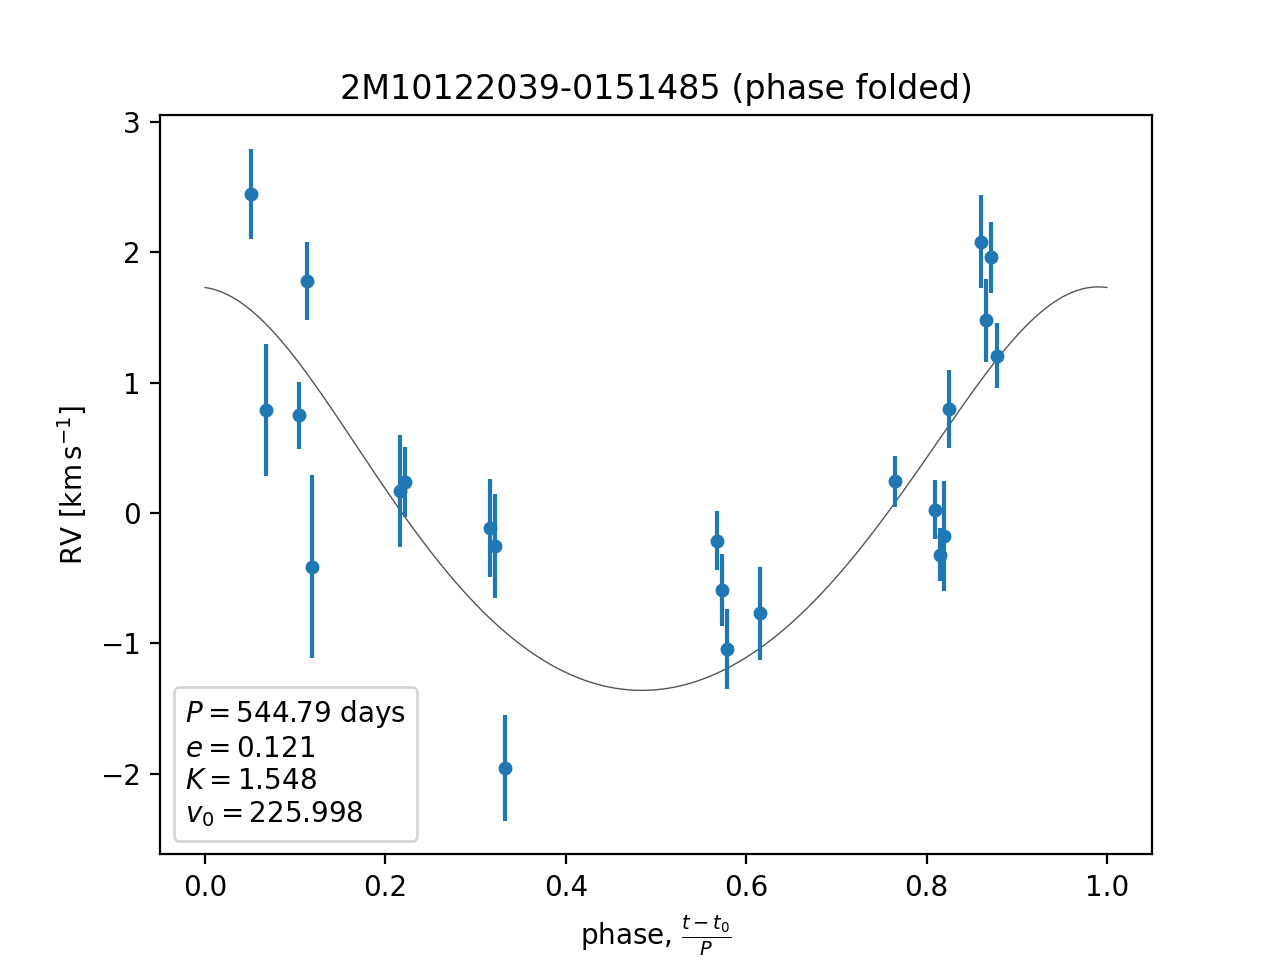 2M10122039-0151485 (phase folded)
3
2
1
0
−1
−2
RV [km s⁻¹]
P = 544.79 days
e = 0.121
K = 1.548
v₀ = 225.998
0.0 0.2 0.4 0.6 0.8 1.0
phase, (t − t₀)/P